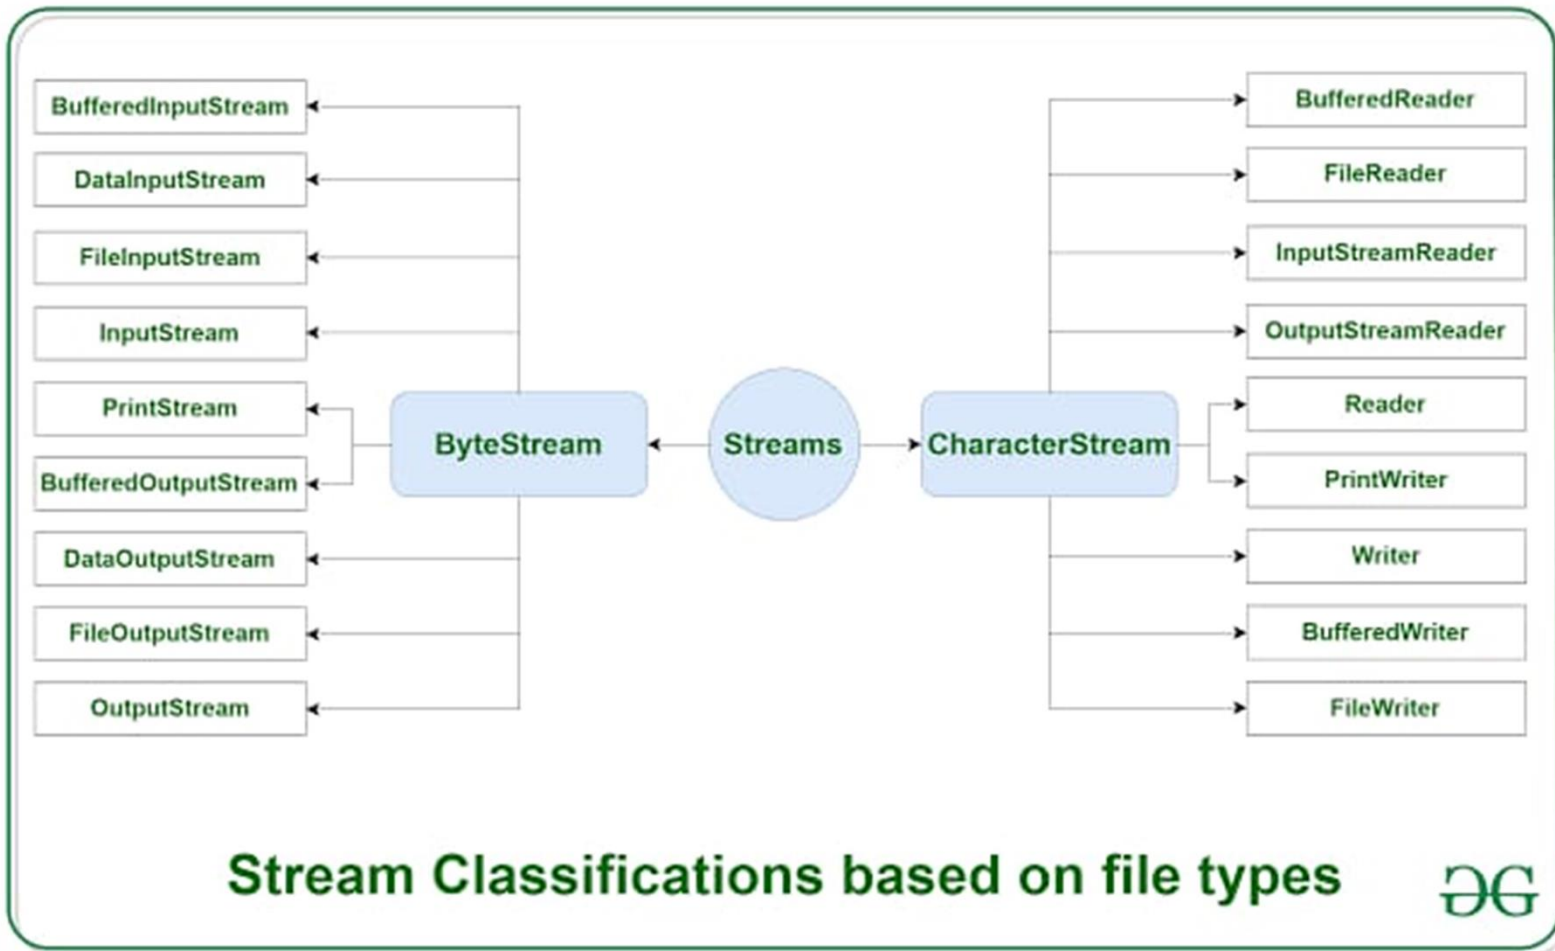 BufferedInputStream
DataInputStream
FileInputStream
InputStream
PrintStream
BufferedOutputStream
DataOutputStream
FileOutputStream
OutputStream
ByteStream
Streams
CharacterStream
BufferedReader
FileReader
InputStreamReader
OutputStreamReader
Reader
PrintWriter
Writer
BufferedWriter
FileWriter
Stream Classifications based on file types